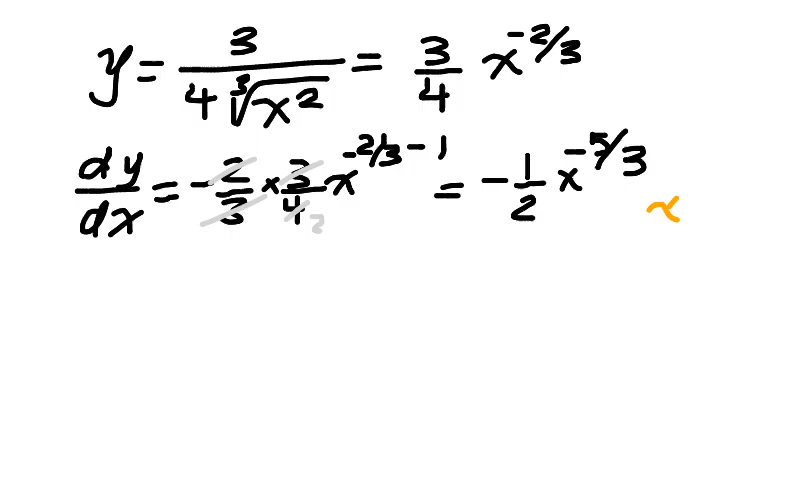 y = 3 / 4∛x² = 3/4 x^-2/3
dy/dx = - 2/3 × 3/4 2 x^-2/3 - 1 = - 1/2 x^-5/3 x